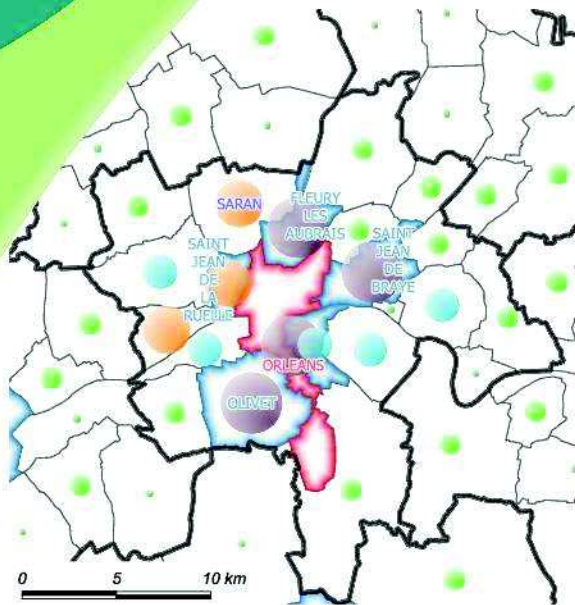 SARAN
FLEURY
LES
AUBRAIS
SAINT
JEAN
DE
LA
RUELLE
SAINT
JEAN
DE
BRAYE
ORLEANS
OLIVET
0 5 10 km